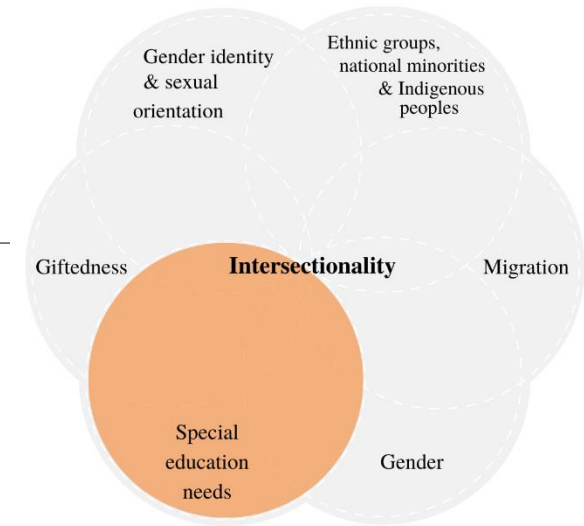 Gender identity
& sexual
orientation
Ethnic groups,
national minorities
& Indigenous
peoples
Giftedness
Intersectionality
Migration
Special
education
needs
Gender